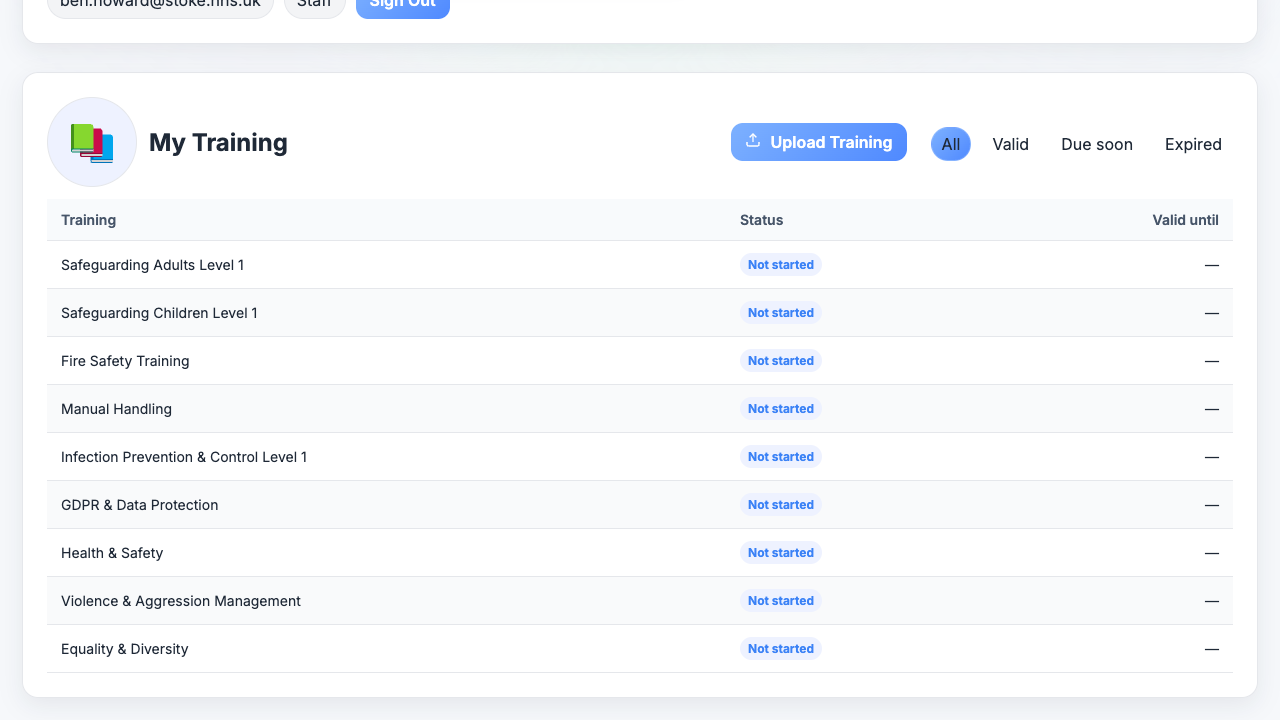 ben.howard@stoke.nhs.uk Staff Sign Out
My Training
Upload Training All Valid Due soon Expired
Training Status Valid until
Safeguarding Adults Level 1 Not started —
Safeguarding Children Level 1 Not started —
Fire Safety Training Not started —
Manual Handling Not started —
Infection Prevention & Control Level 1 Not started —
GDPR & Data Protection Not started —
Health & Safety Not started —
Violence & Aggression Management Not started —
Equality & Diversity Not started —